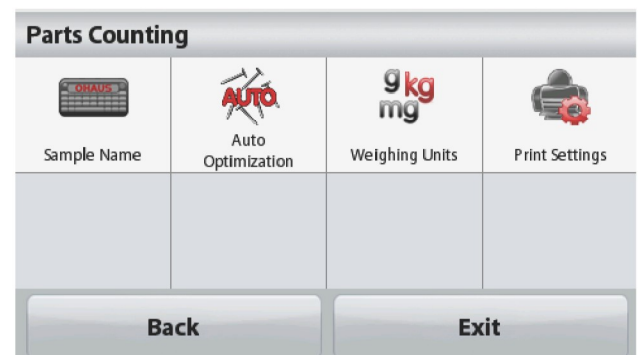 Parts Counting
OHAUS
AUTO
g kg
mg
Sample Name
Auto
Optimization
Weighing Units
Print Settings
Back
Exit